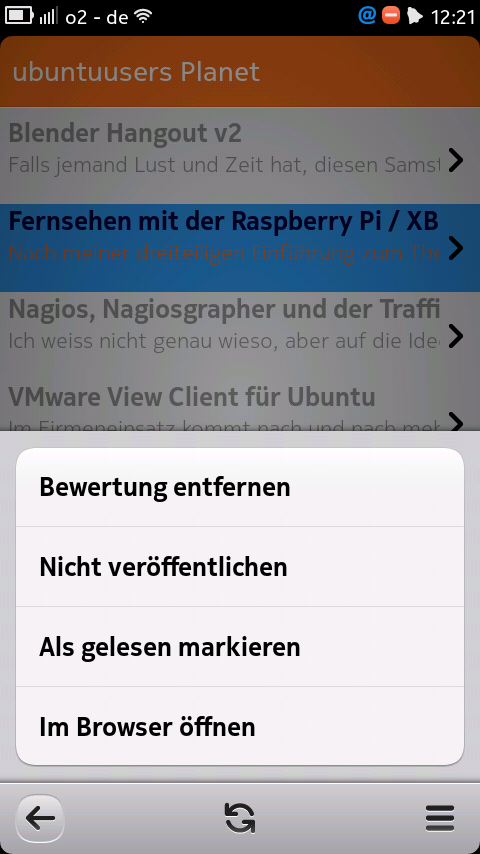 o2 - de 12:21
ubuntuusers Planet
Blender Hangout v2
Falls jemand Lust und Zeit hat, diesen Samst
Fernsehen mit der Raspberry Pi / XB
Nach meiner dreiteiligen Einführung zum The
Nagios, Nagiosgrapher und der Traffi
Ich weiss nicht genau wieso, aber auf die Ide
VMware View Client für Ubuntu
Im Firmeneinsatz kommt nach und nach meh
Bewertung entfernen
Nicht veröffentlichen
Als gelesen markieren
Im Browser öffnen